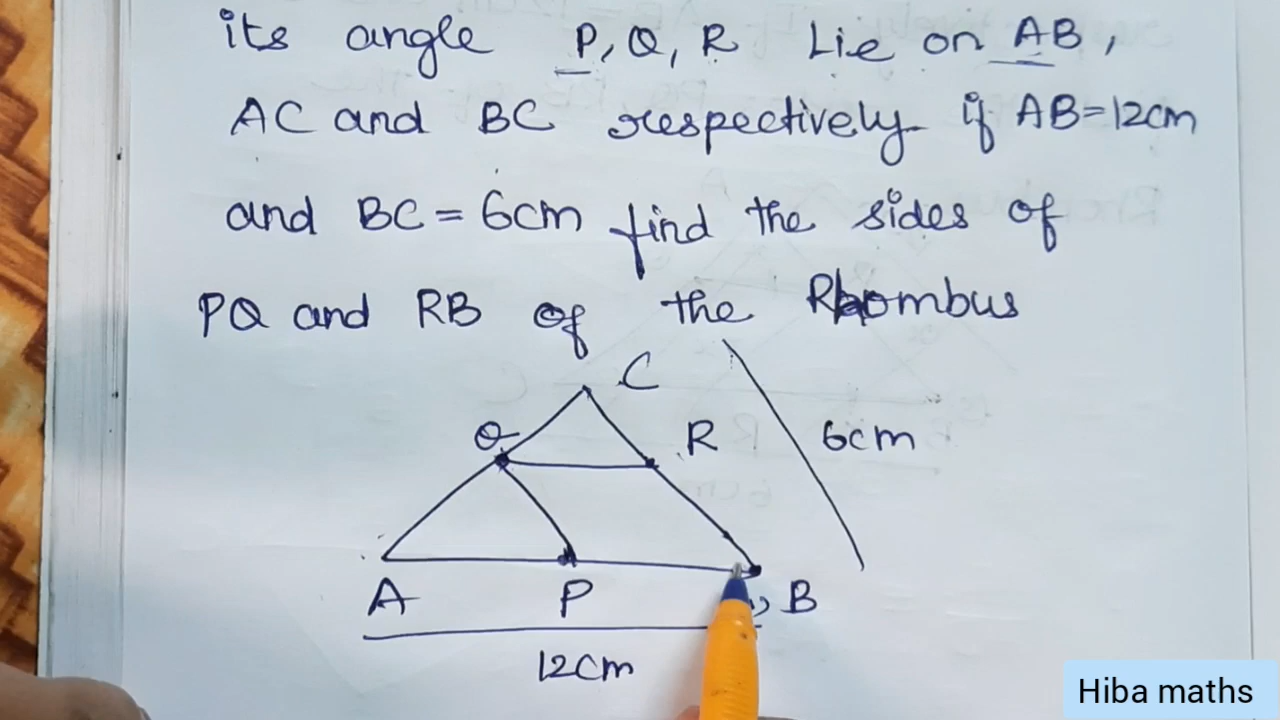 its angle P, Q, R Lie on AB,
AC and BC respectively if AB=12cm
and BC = 6cm find the sides of
PQ and RB of the Rhombus
C
Q
R
6cm
A
P
B
12cm
Hiba maths